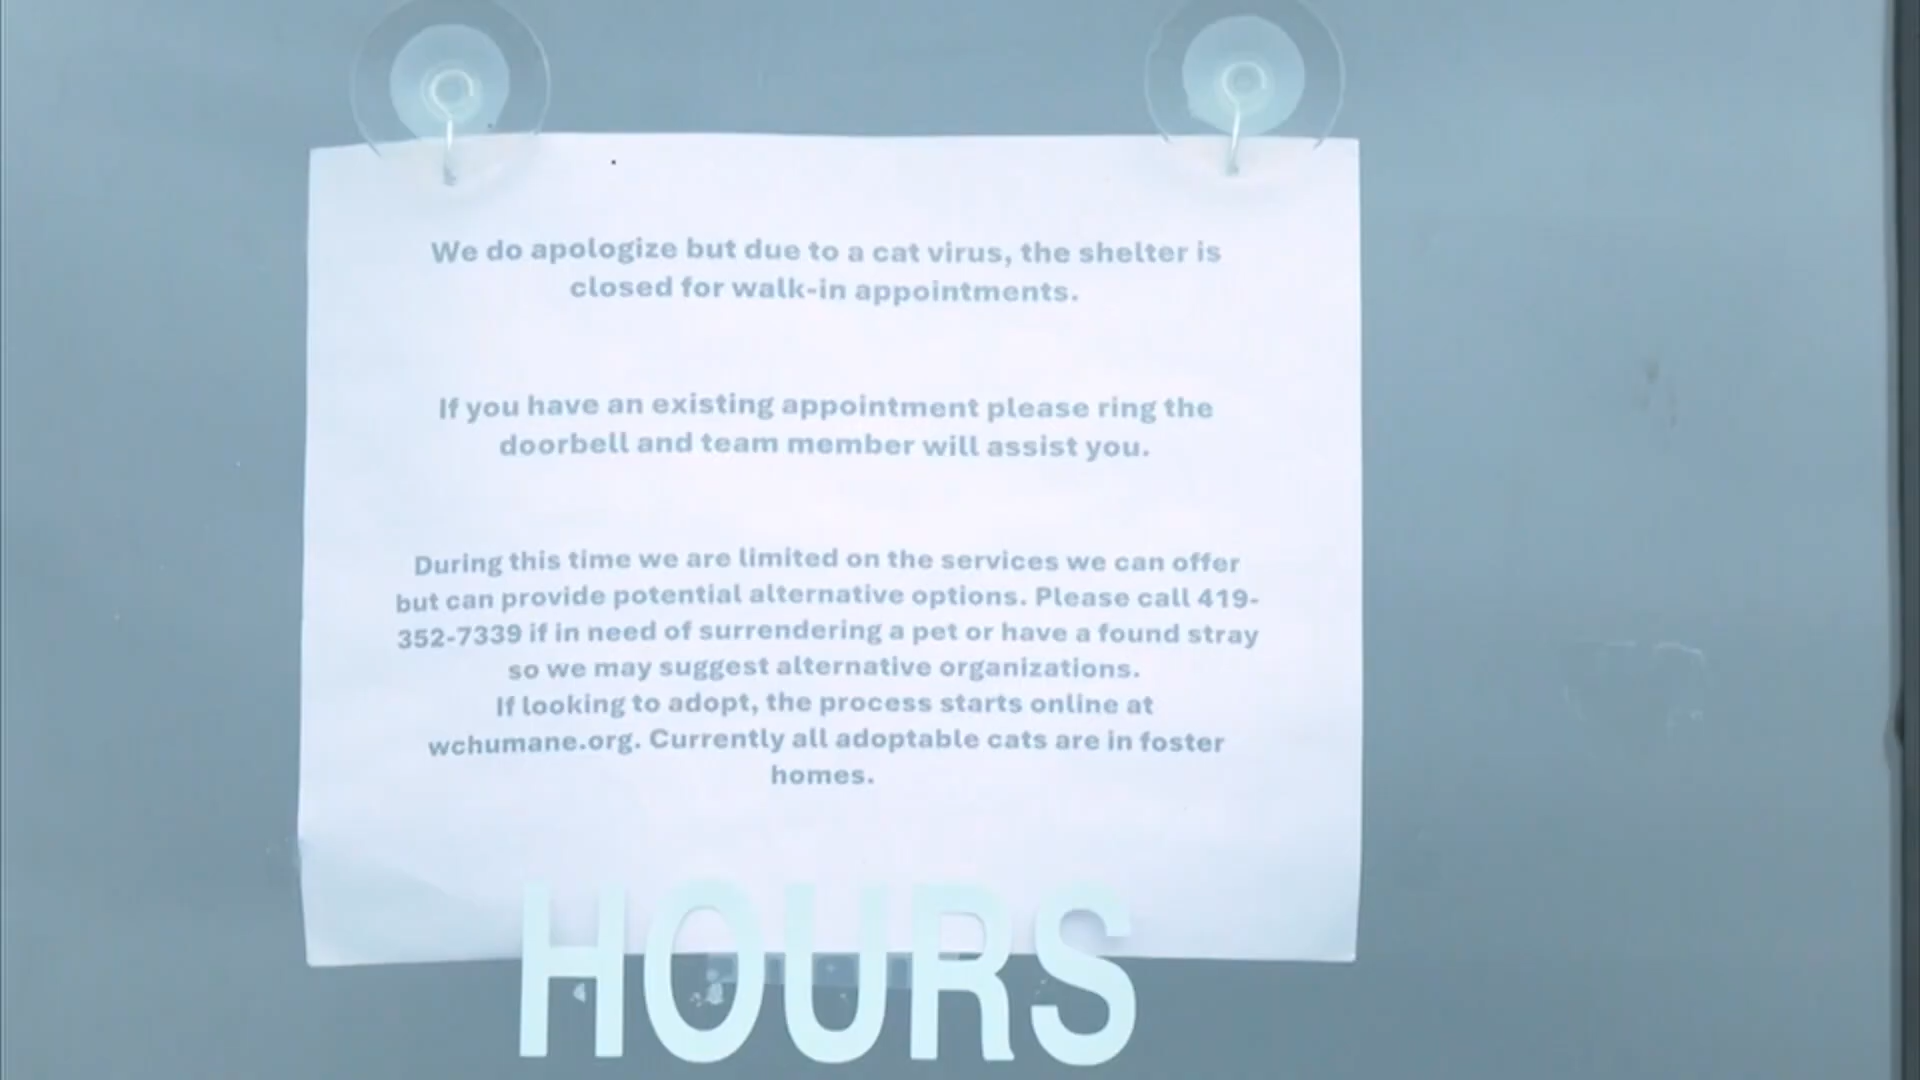 We do apologize but due to a cat virus, the shelter is
closed for walk-in appointments.
If you have an existing appointment please ring the
doorbell and team member will assist you.
During this time we are limited on the services we can offer
but can provide potential alternative options. Please call 419-
352-7339 if in need of surrendering a pet or have a found stray
so we may suggest alternative organizations.
If looking to adopt, the process starts online at
wchumane.org. Currently all adoptable cats are in foster
homes.
HOURS